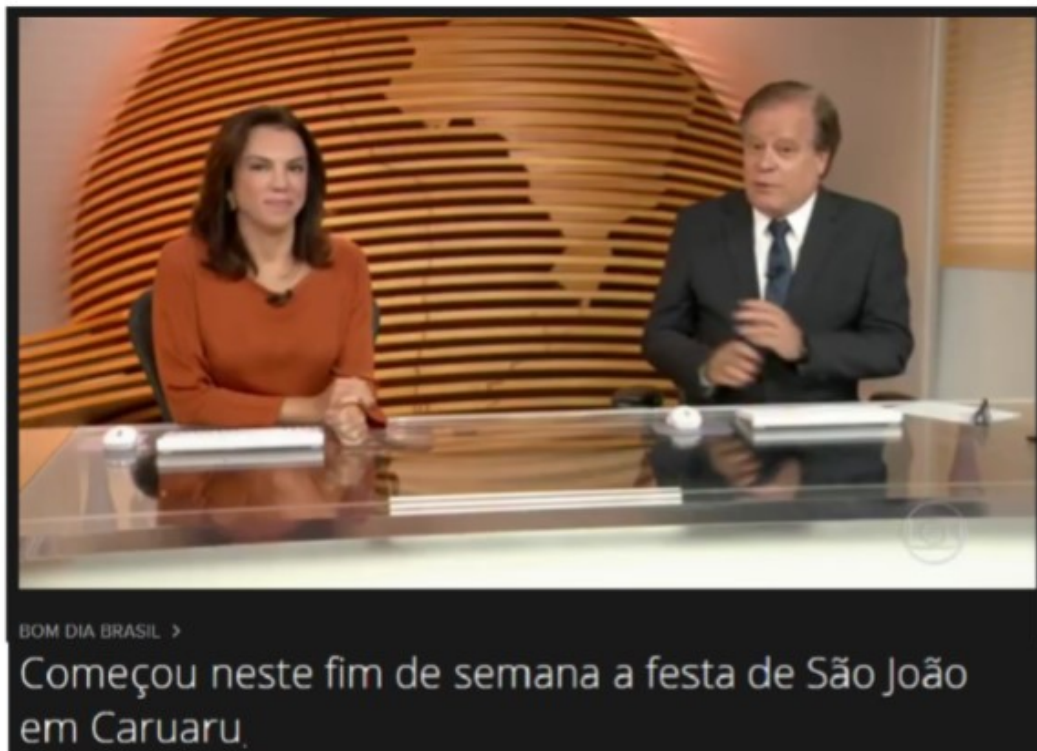 BOM DIA BRASIL >
Começou neste fim de semana a festa de São João
em Caruaru